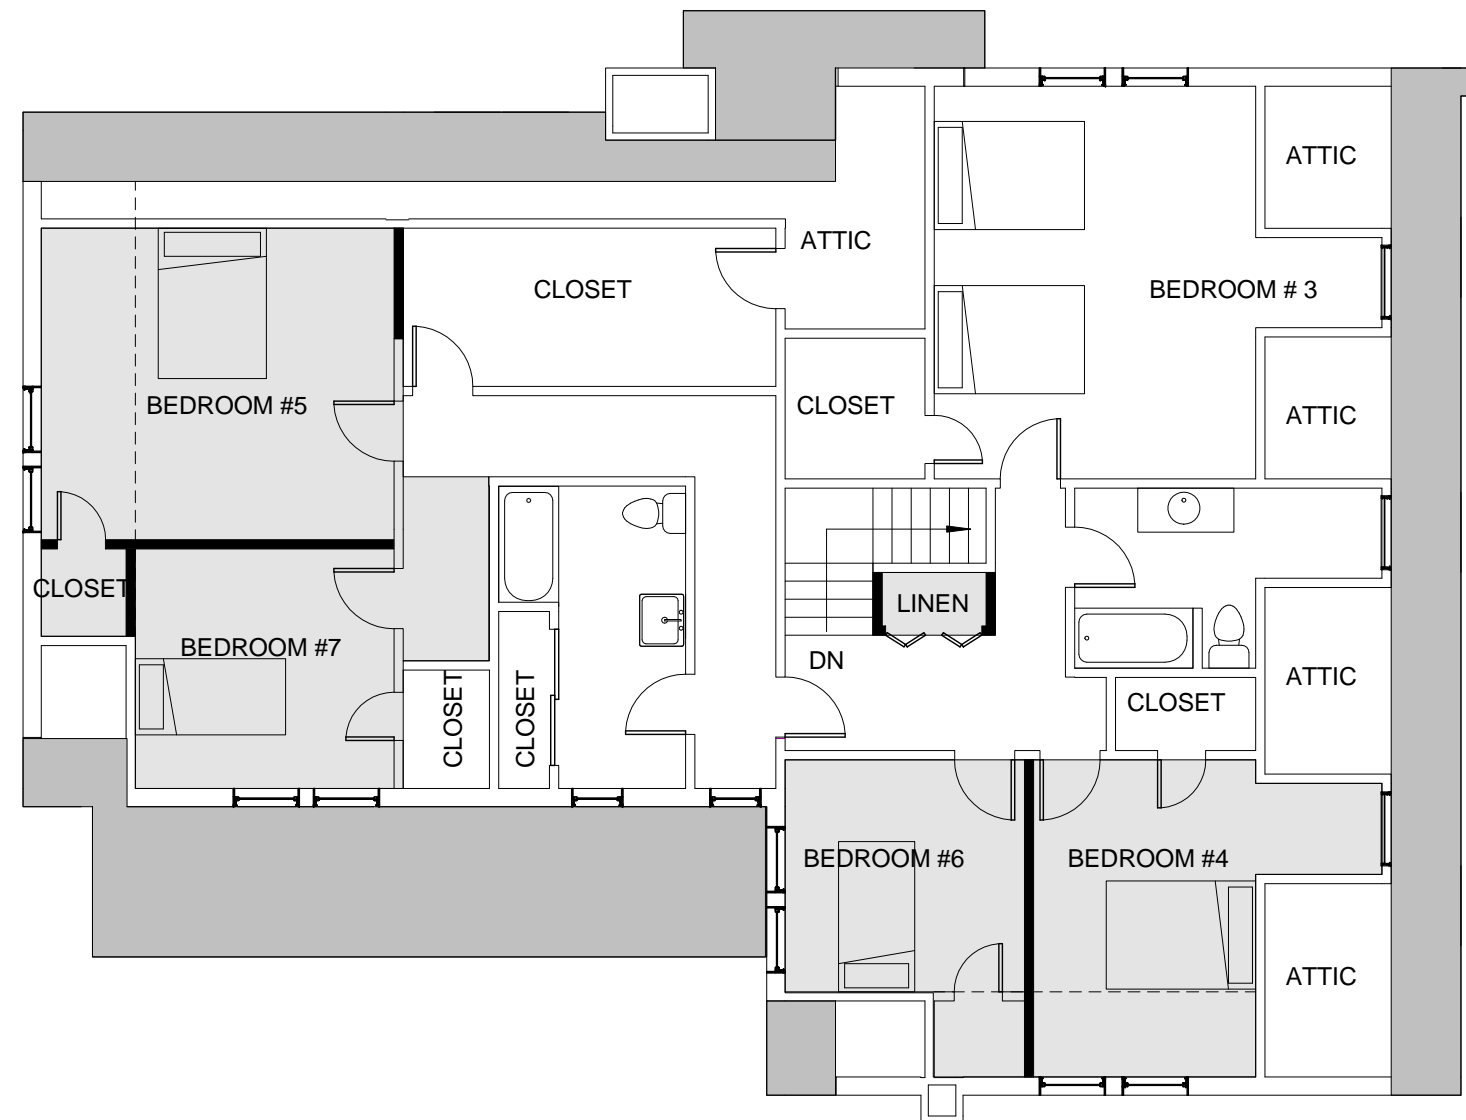 ATTIC
ATTIC
CLOSET
BEDROOM # 3
BEDROOM #5
CLOSET
ATTIC
CLOSET
LINEN
BEDROOM #7
DN
CLOSET
CLOSET
ATTIC
CLOSET
BEDROOM #6
BEDROOM #4
ATTIC